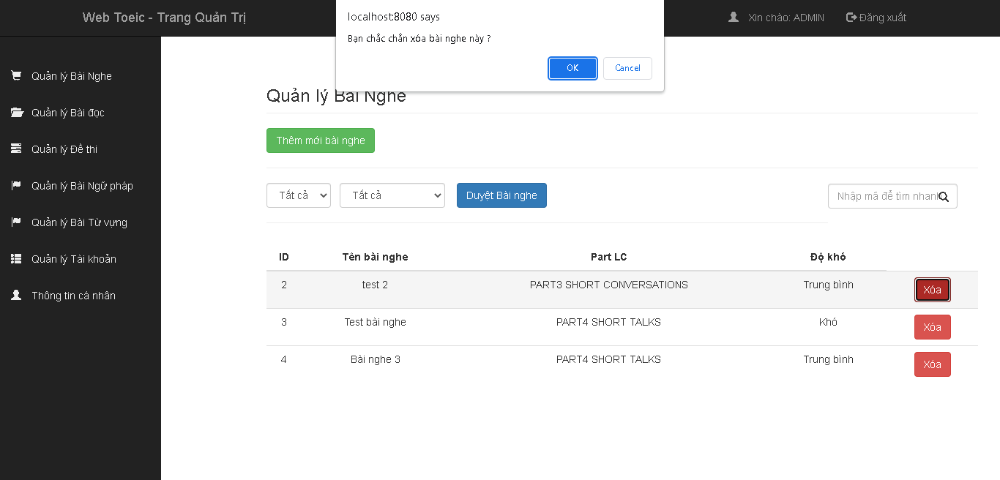 Web Toeic - Trang Quản Trị
localhost:8080 says
Bạn chắc chắn xóa bài nghe này ?
OK
Cancel
Xin chào: ADMIN
Đăng xuất
Quản lý Bài Nghe
Quản lý Bài đọc
Quản lý Đề thi
Quản lý Bài Ngữ pháp
Quản lý Bài Từ vựng
Quản lý Tài khoản
Thông tin cá nhân
Quản lý Bài Nghe
Thêm mới bài nghe
Tất cả
Tất cả
Duyệt Bài nghe
Nhập mã để tìm nhanh
ID Tên bài nghe Part LC Độ khó
2 test 2 PART3 SHORT CONVERSATIONS Trung bình Xóa
3 Test bài nghe PART4 SHORT TALKS Khó Xóa
4 Bài nghe 3 PART4 SHORT TALKS Trung bình Xóa